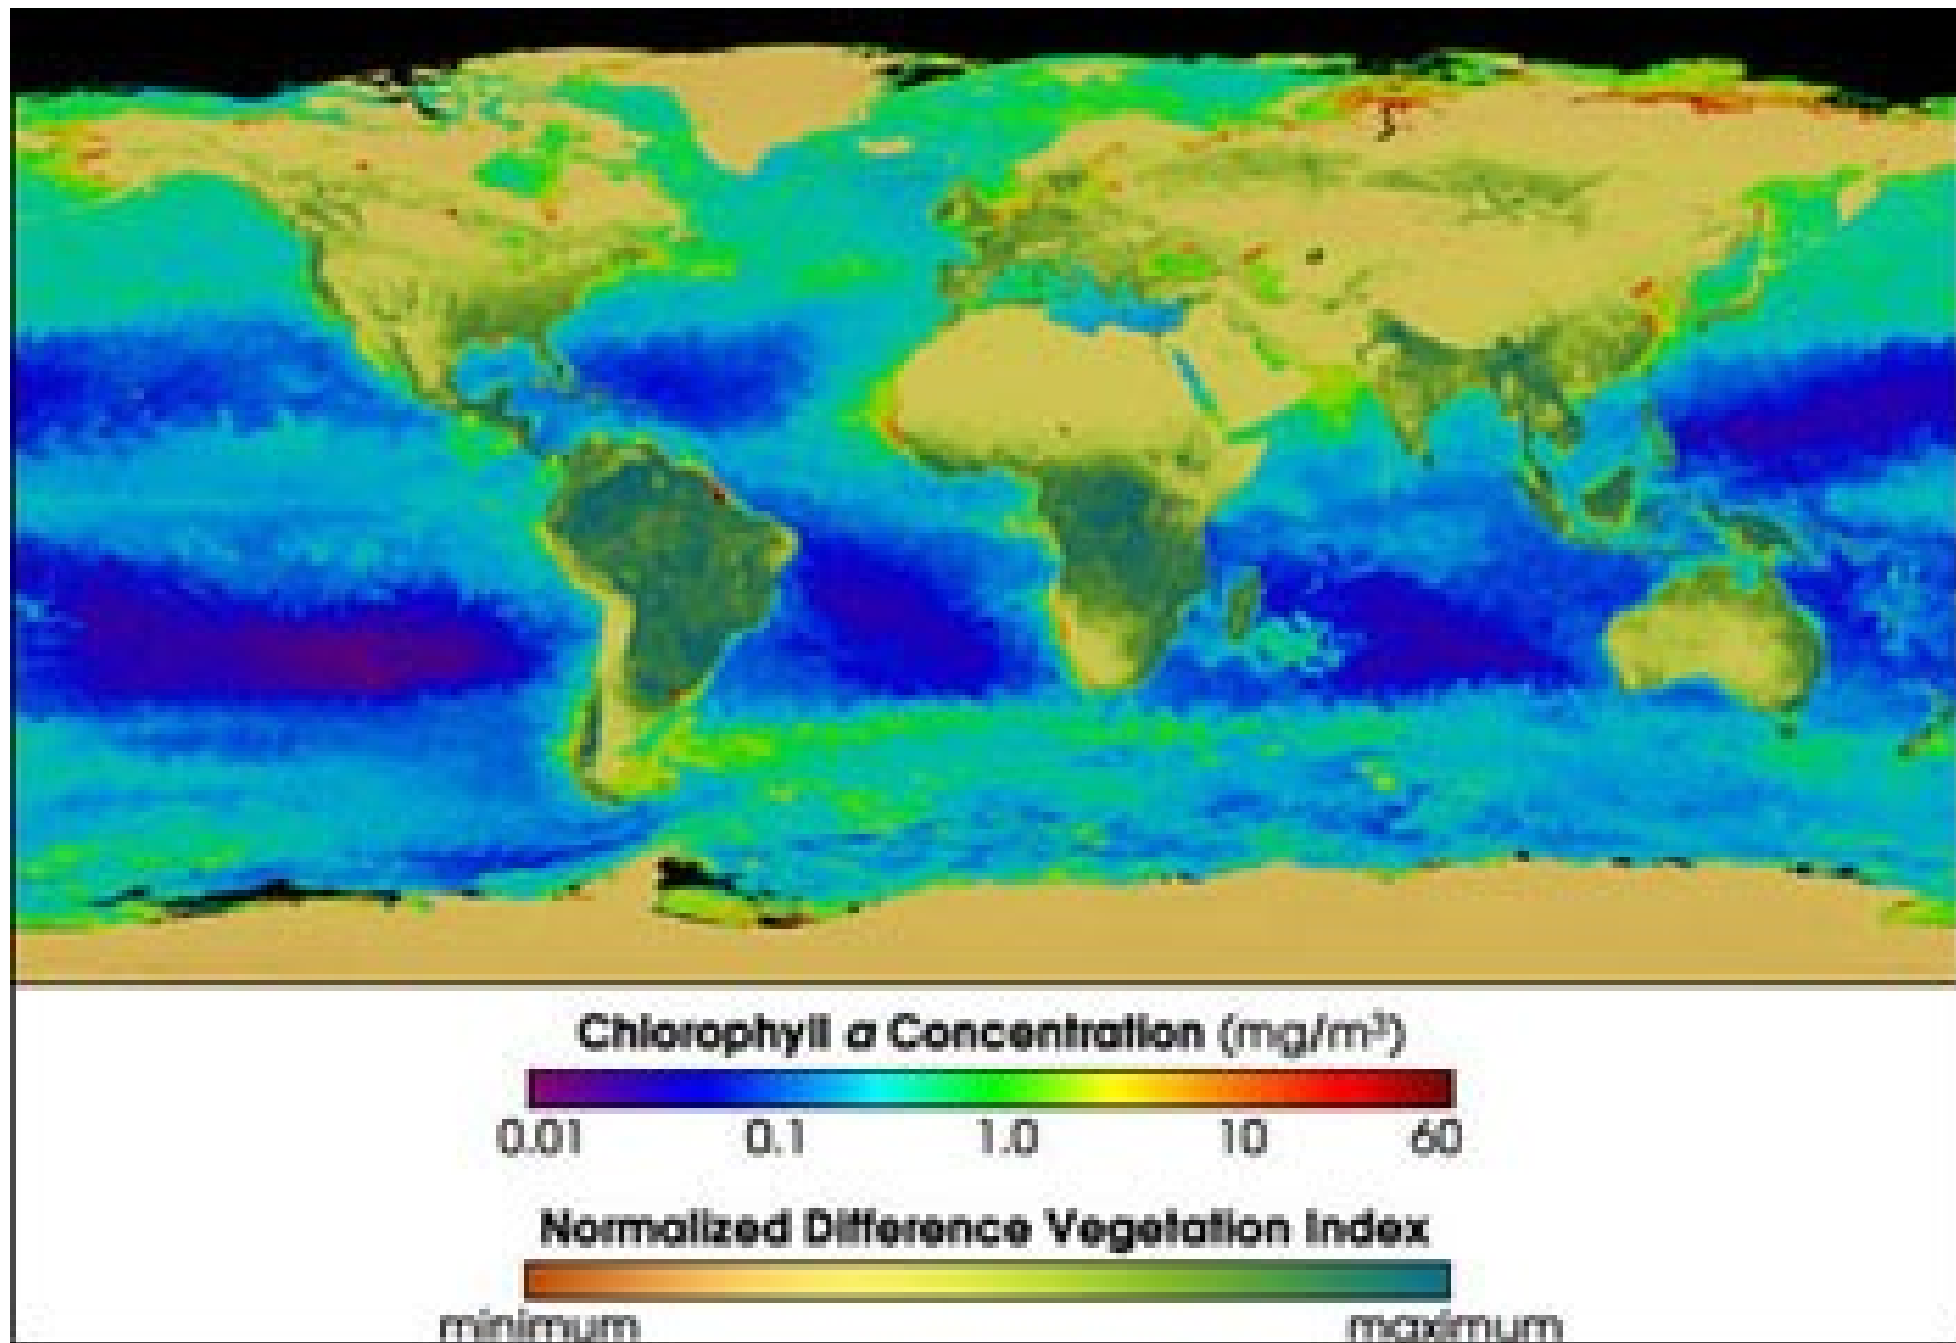 Chlorophyll a Concentration (mg/m³)
0.01 0.1 1.0 10 60
Normalized Difference Vegetation Index
minimum maximum